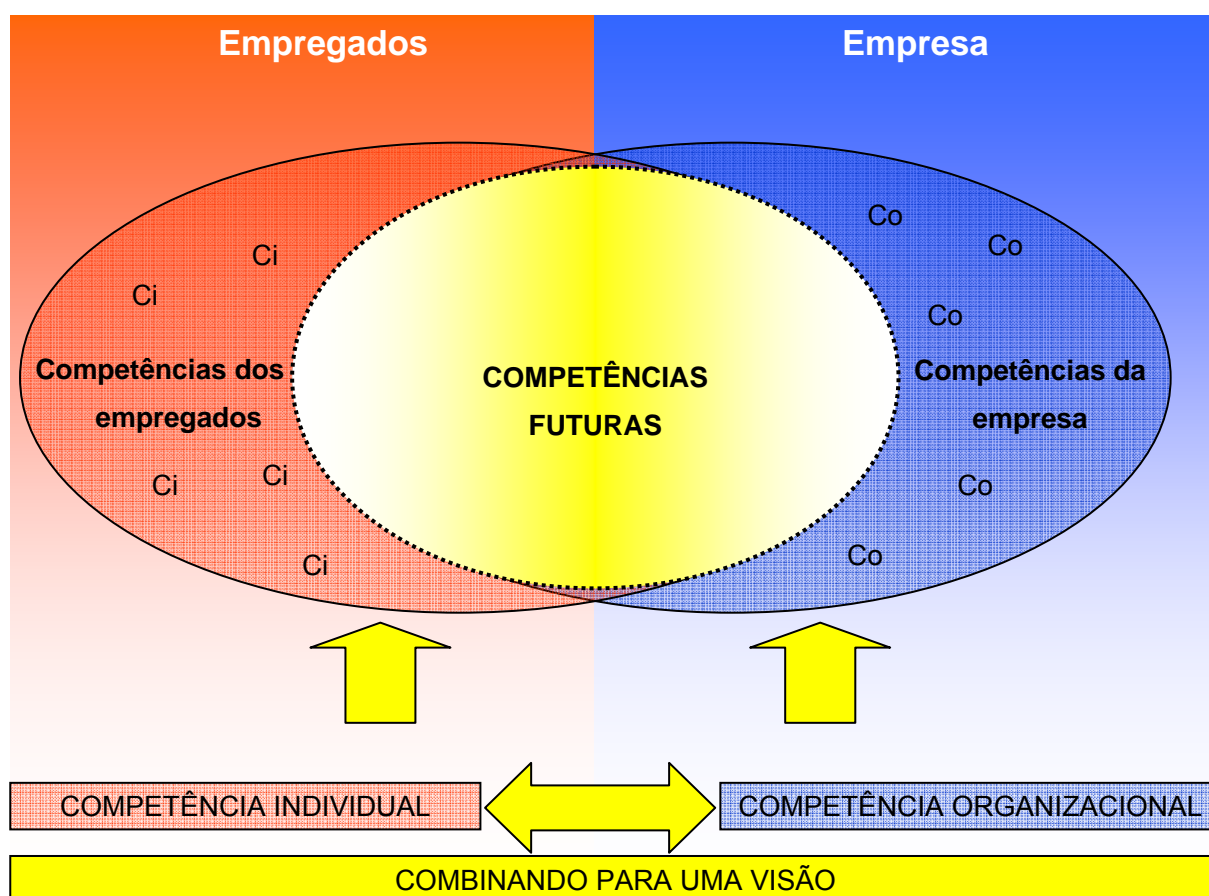 Empregados
Empresa
Co
Co
Ci
Ci
Co
Competências dos
empregados
COMPETÊNCIAS
FUTURAS
Competências da
empresa
Ci
Ci
Co
Ci
Co
COMPETÊNCIA INDIVIDUAL
COMPETÊNCIA ORGANIZACIONAL
COMBINANDO PARA UMA VISÃO